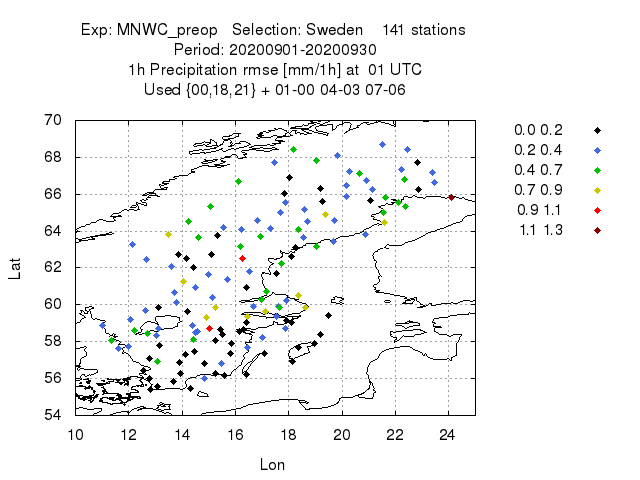 Exp: MNWC_preop   Selection: Sweden    141 stations
Period: 20200901-20200930
1h Precipitation rmse [mm/1h] at  01 UTC
Used {00,18,21} + 01-00 04-03 07-06
70
68
66
64
62
60
58
56
54
Lat
10 12 14 16 18 20 22 24
Lon
0.0 0.2
0.2 0.4
0.4 0.7
0.7 0.9
0.9 1.1
1.1 1.3